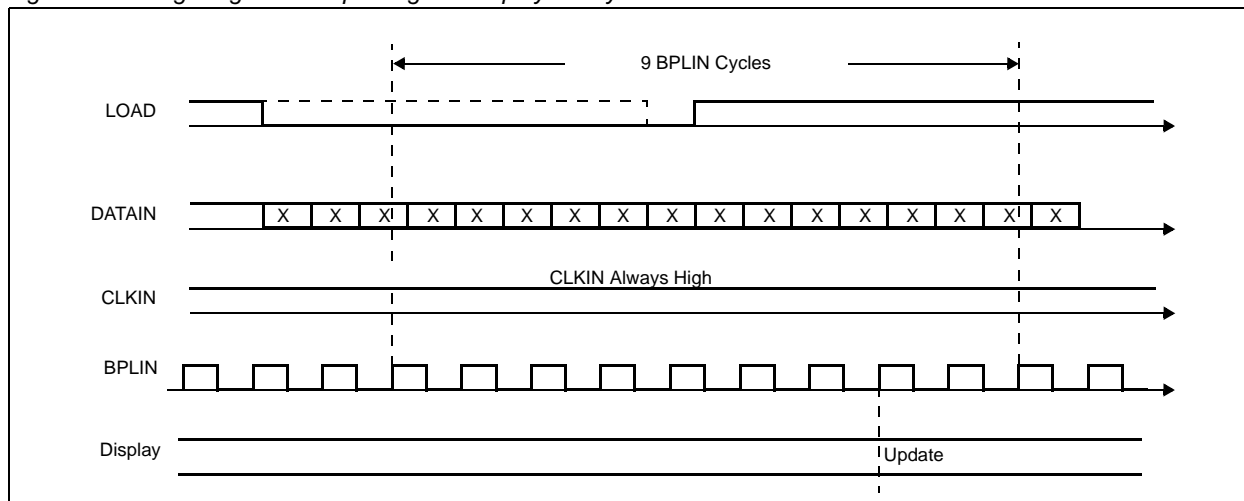 9 BPLIN Cycles
LOAD
DATAIN
X X X X X X X X X X X X X X X X X
CLKIN Always High
CLKIN
BPLIN
Display
Update